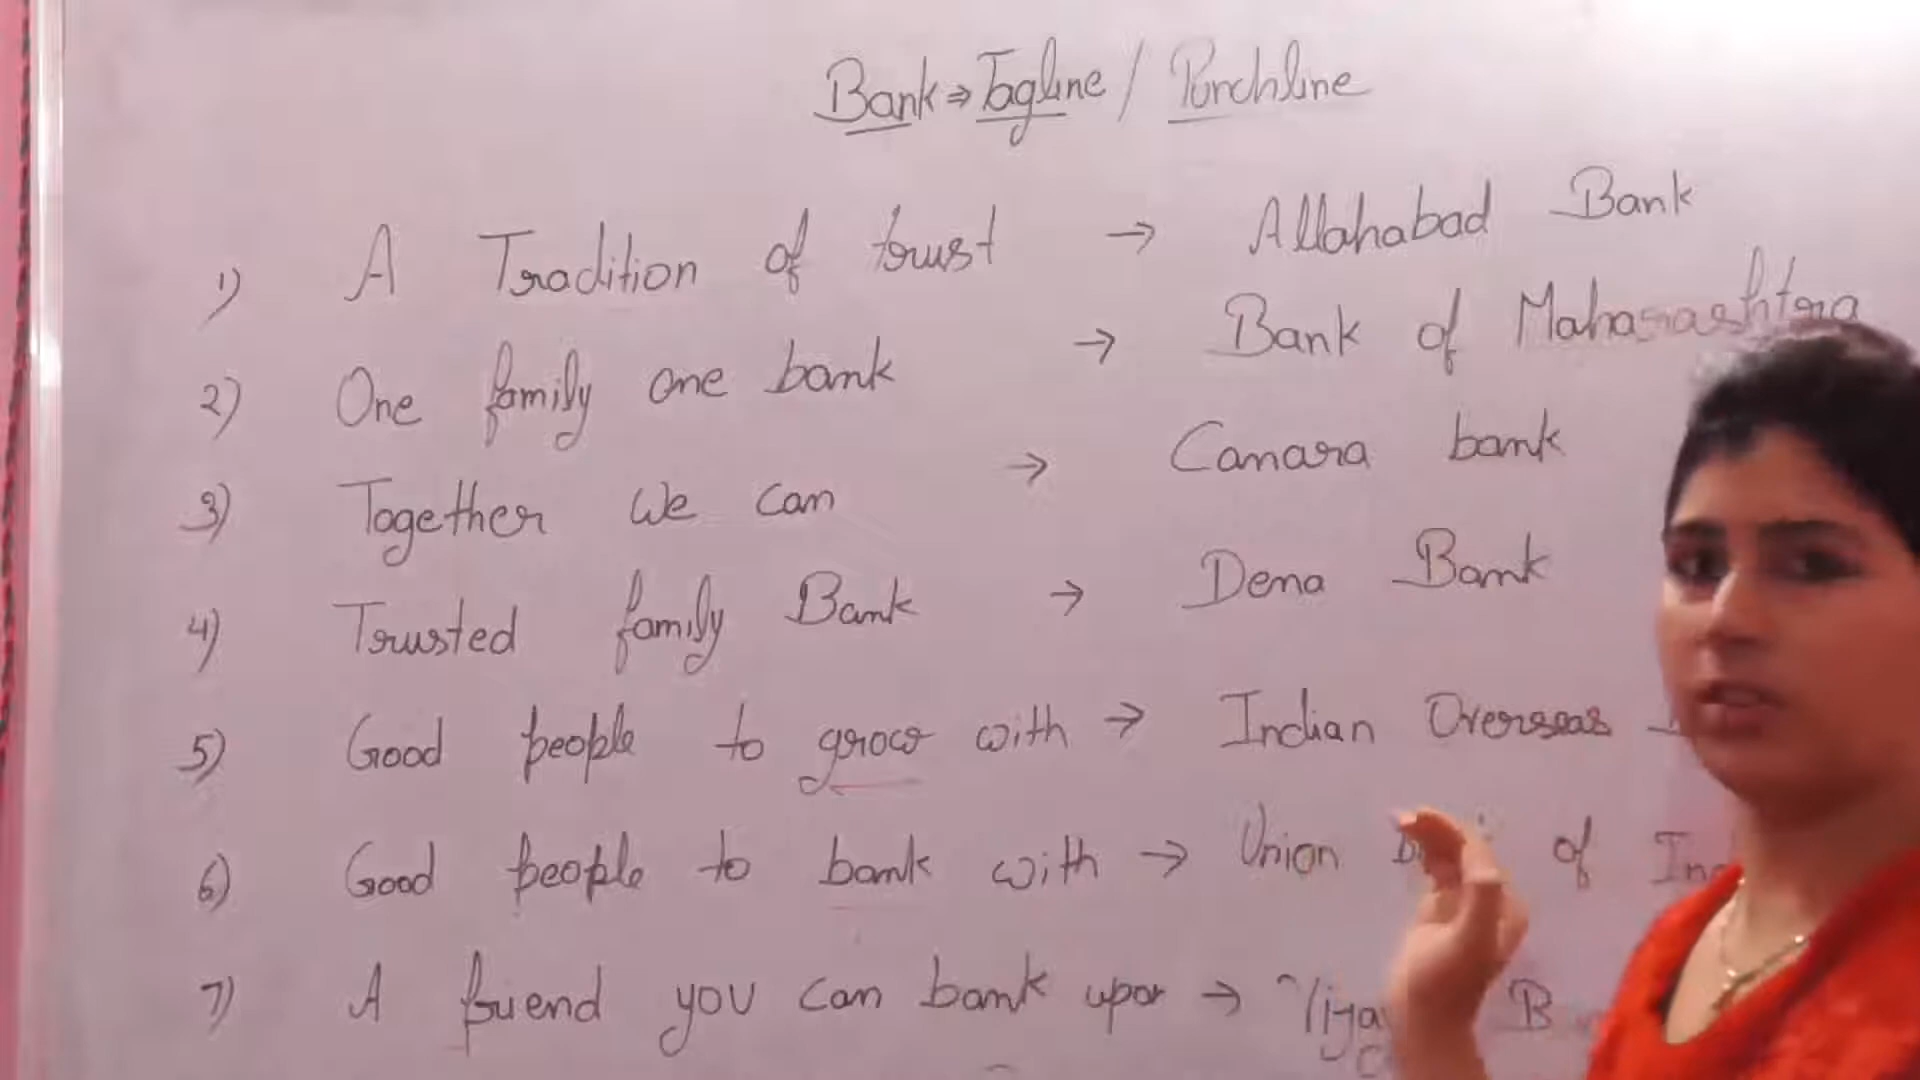 Bank ⇒ Tagline / Punchline
1) A Tradition of trust → Allahabad Bank
2) One family one bank → Bank of Maharashtra
3) Together we can → Canara bank
4) Trusted family Bank → Dena Bank
5) Good people to grow with → Indian Overseas
6) Good people to bank with → Union of
7) A friend you can bank upon →